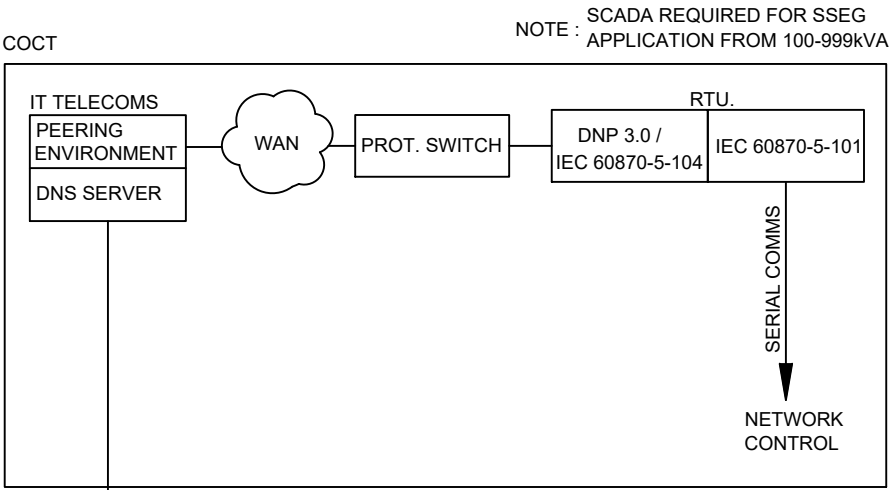 NOTE : SCADA REQUIRED FOR SSEG
APPLICATION FROM 100-999kVA
COCT
IT TELECOMS
PEERING
ENVIRONMENT
DNS SERVER
WAN
PROT. SWITCH
RTU.
DNP 3.0 /
IEC 60870-5-104
IEC 60870-5-101
SERIAL COMMS
NETWORK
CONTROL